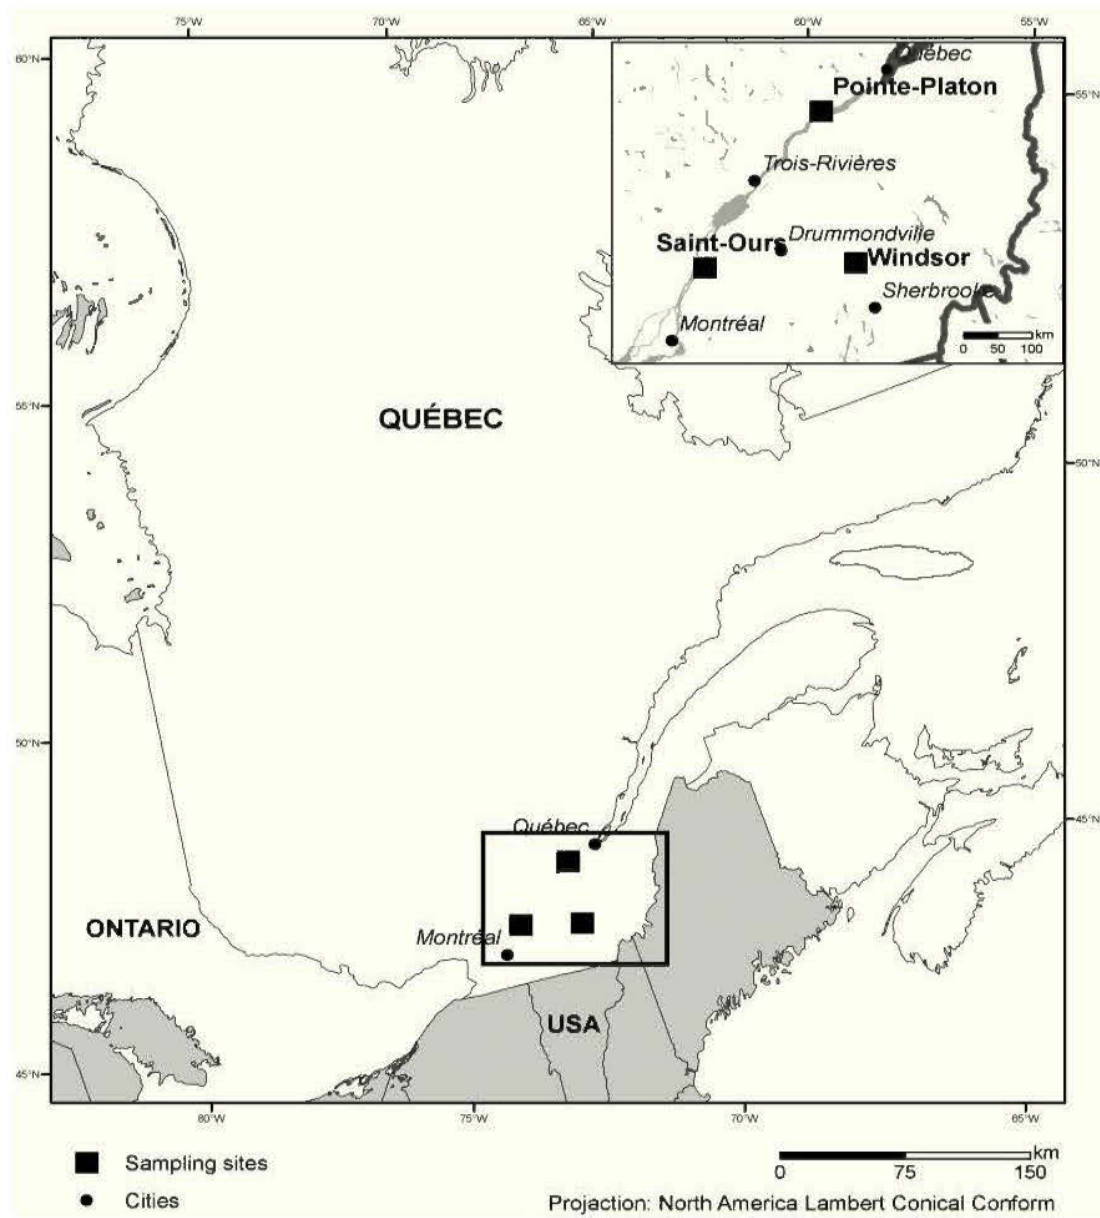 75°W 70°W 65°W 60°W 55°W
60°N
Québec
Pointe-Platon
55°N
Trois-Rivières
Drummondville
Saint-Ours
Windsor
Sherbrooke
Montréal
km
0 50 100
55°N
QUÉBEC
50°N
50°N
Québec
45°N
ONTARIO
Montréal
USA
45°N
80°W 75°W 70°W 65°W
Sampling sites
km
0 75 150
Cities
Projection: North America Lambert Conical Conform